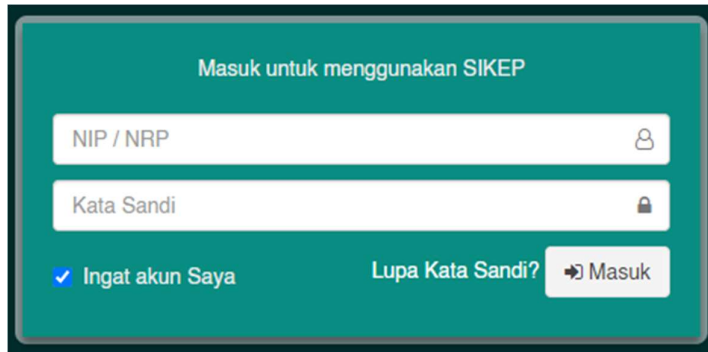 Masuk untuk menggunakan SIKEP
NIP / NRP
Kata Sandi
Ingat akun Saya
Lupa Kata Sandi?
Masuk